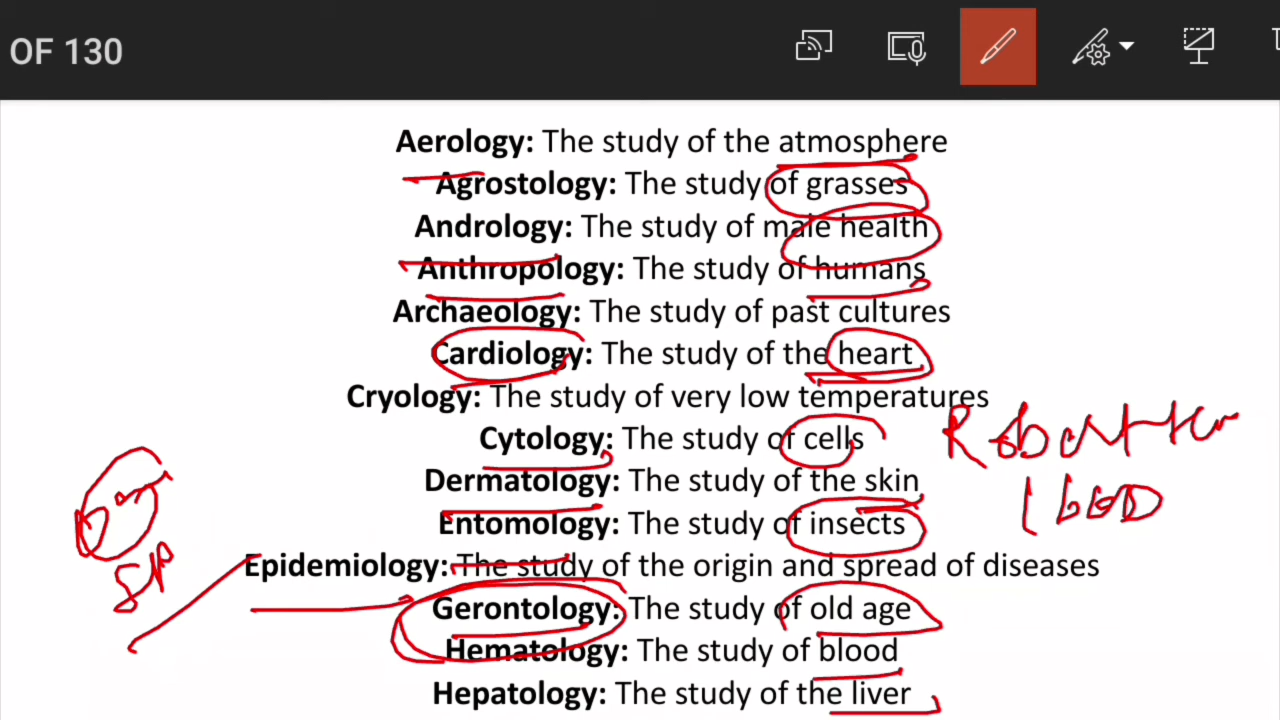 OF 130
Aerology: The study of the atmosphere
Agrostology: The study of grasses
Andrology: The study of male health
Anthropology: The study of humans
Archaeology: The study of past cultures
Cardiology: The study of the heart
Cryology: The study of very low temperatures
Cytology: The study of cells
Dermatology: The study of the skin
Entomology: The study of insects
Epidemiology: The study of the origin and spread of diseases
Gerontology: The study of old age
Hematology: The study of blood
Hepatology: The study of the liver